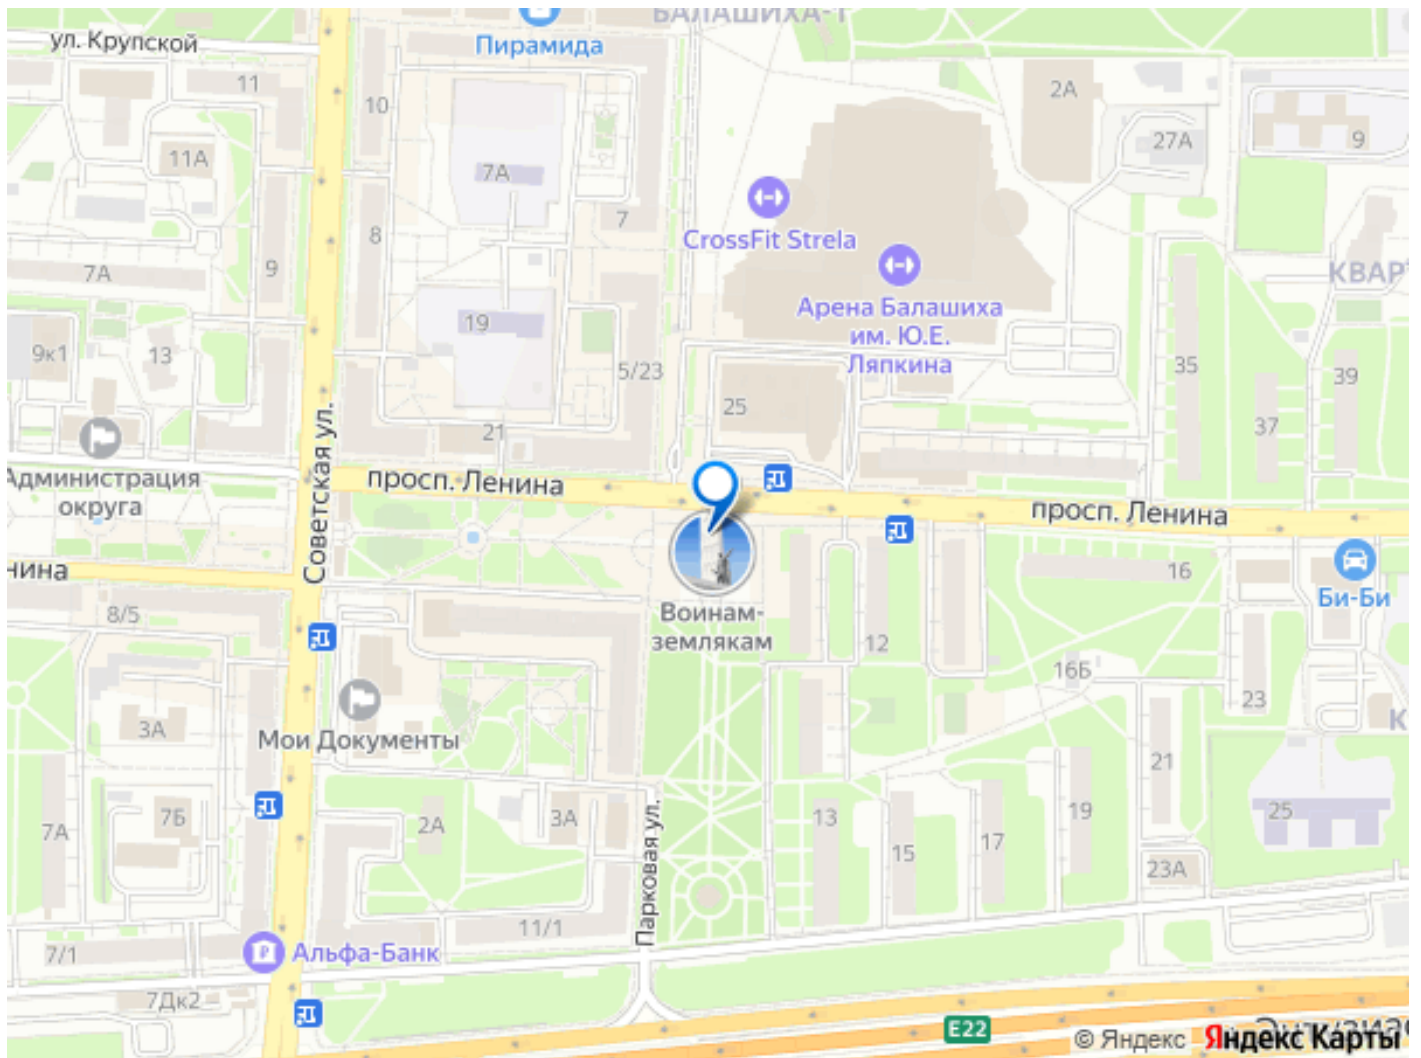 БАЛАШИХА-1
ул. Крупской
Пирамида
11
10
2А
27А
9
11А
7А
7
CrossFit Strela
8
9
7А
КВАР
Арена Балашиха
им. Ю.Е.
Ляпкина
19
9к1
13
5/23
35
39
25
37
21
Советская ул.
Администрация
округа
просп. Ленина
просп. Ленина
нина
16
Би-Би
8/5
Воинам-
землякам
12
16Б
23
3А
Мои Документы
К
21
7А
7Б
2А
3А
13
19
25
17
15
Парковая ул.
23А
11/1
7/1
Альфа-Банк
7Дк2
Е22
© Яндекс
Яндекс Карты